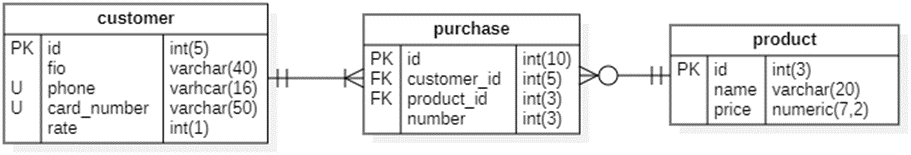 customer
PK id int(5)
fio varchar(40)
U phone varhcar(16)
U card_number varchar(50)
rate int(1)
purchase
PK id int(10)
FK customer_id int(5)
FK product_id int(3)
number int(3)
product
PK id int(3)
name varchar(20)
price numeric(7,2)